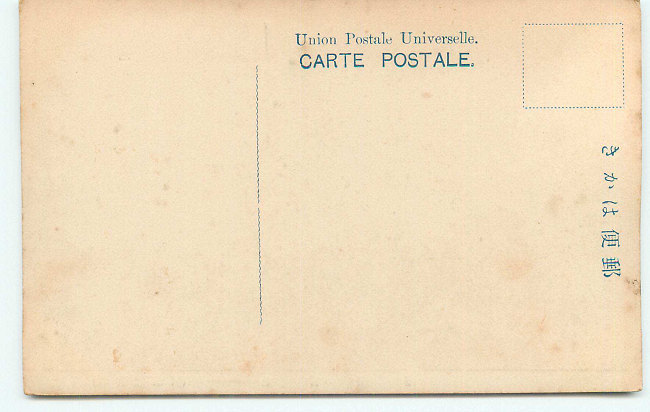 Union Postale Universelle.
CARTE POSTALE.
郵便はかき